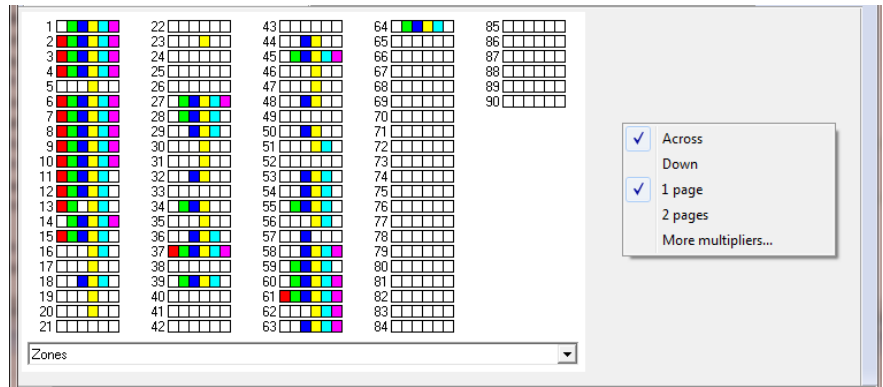 1 22 43 64 85
2 23 44 65 86
3 24 45 66 87
4 25 46 67 88
5 26 47 68 89
6 27 48 69 90
7 28 49 70
8 29 50 71
9 30 51 72
10 31 52 73
11 32 53 74
12 33 54 75
13 34 55 76
14 35 56 77
15 36 57 78
16 37 58 79
17 38 59 80
18 39 60 81
19 40 61 82
20 41 62 83
21 42 63 84
Zones
Across
Down
1 page
2 pages
More multipliers...